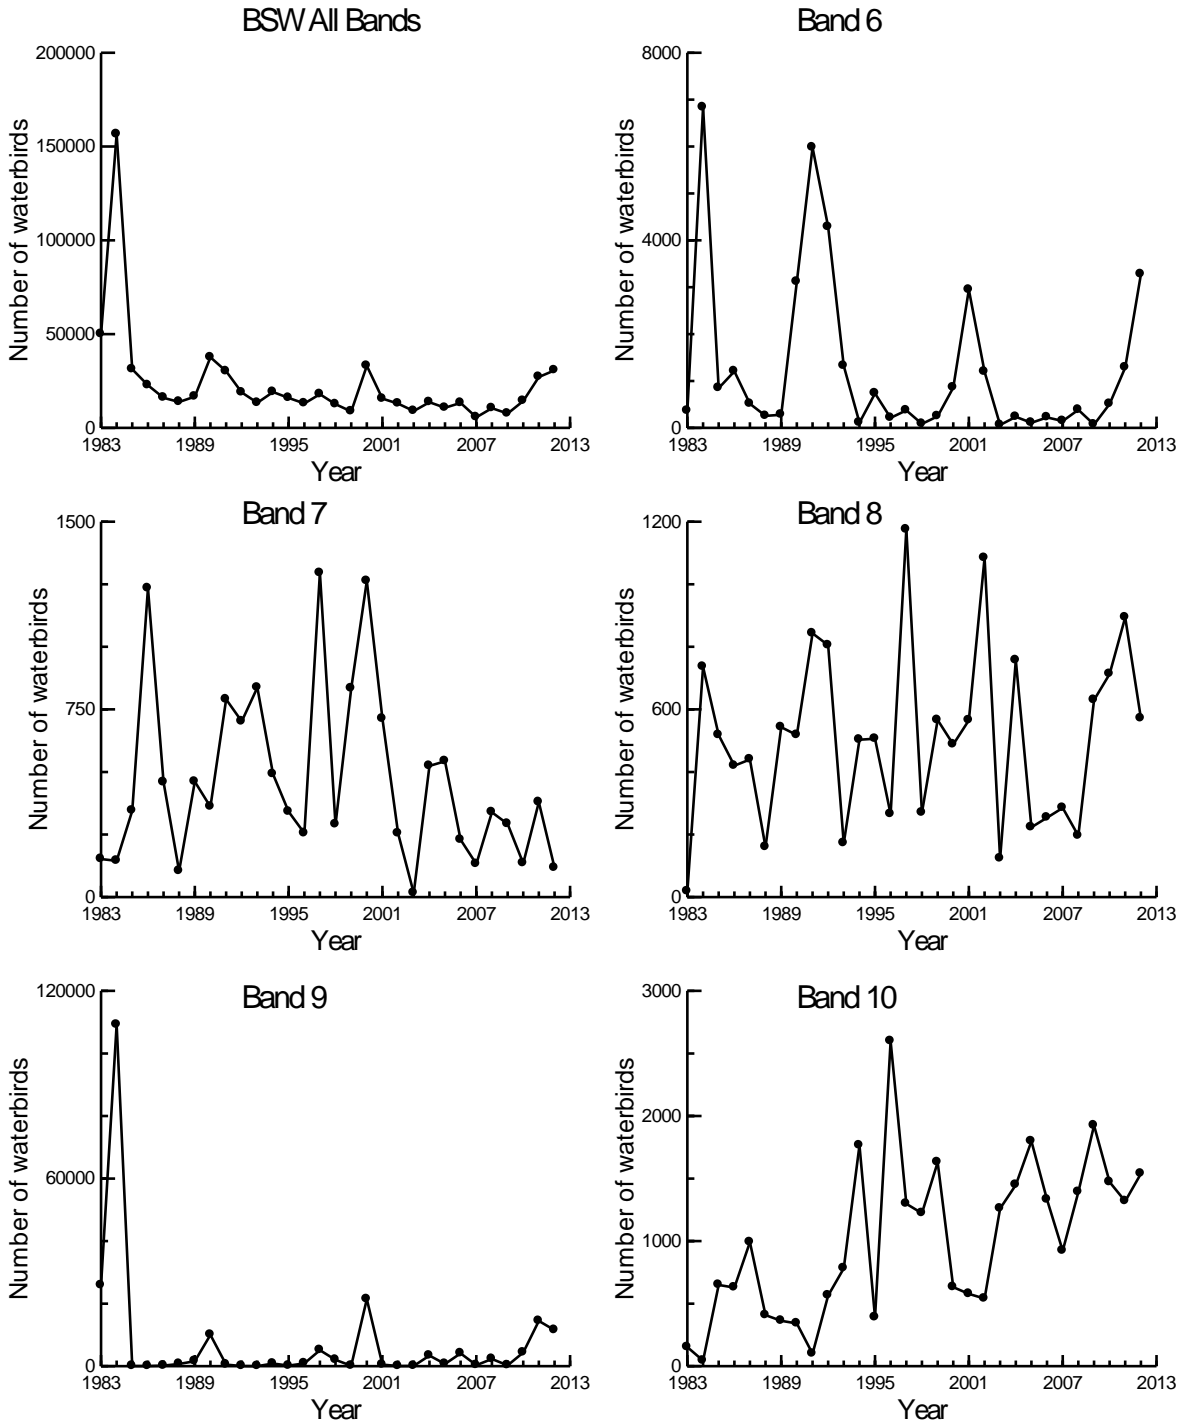 BSW All Bands
200000
150000
100000
50000
0
Number of waterbirds
1983 1989 1995 2001 2007 2013
Year
Band 6
8000
4000
0
Number of waterbirds
1983 1989 1995 2001 2007 2013
Year
Band 7
1500
750
0
Number of waterbirds
1983 1989 1995 2001 2007 2013
Year
Band 8
1200
600
0
Number of waterbirds
1983 1989 1995 2001 2007 2013
Year
Band 9
120000
60000
0
Number of waterbirds
1983 1989 1995 2001 2007 2013
Year
Band 10
3000
2000
1000
0
Number of waterbirds
1983 1989 1995 2001 2007 2013
Year